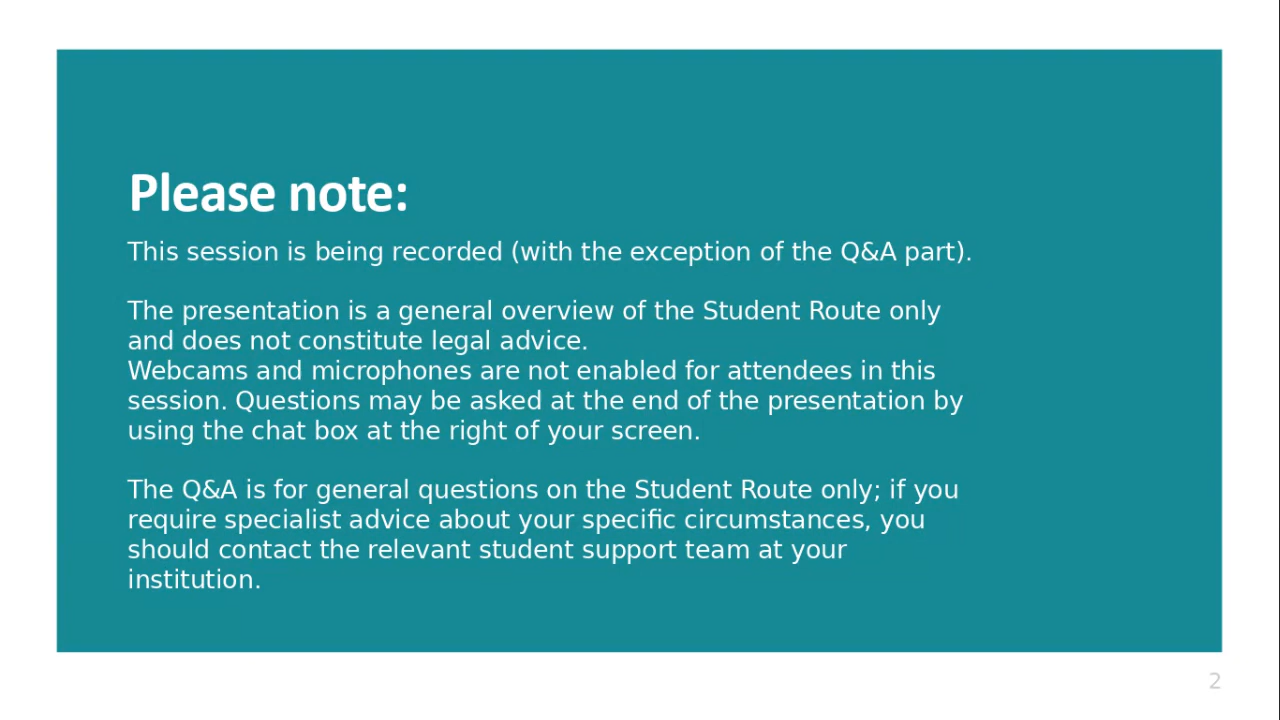 Please note:
This session is being recorded (with the exception of the Q&A part).
The presentation is a general overview of the Student Route only
and does not constitute legal advice.
Webcams and microphones are not enabled for attendees in this
session. Questions may be asked at the end of the presentation by
using the chat box at the right of your screen.
The Q&A is for general questions on the Student Route only; if you
require specialist advice about your specific circumstances, you
should contact the relevant student support team at your
institution.
2